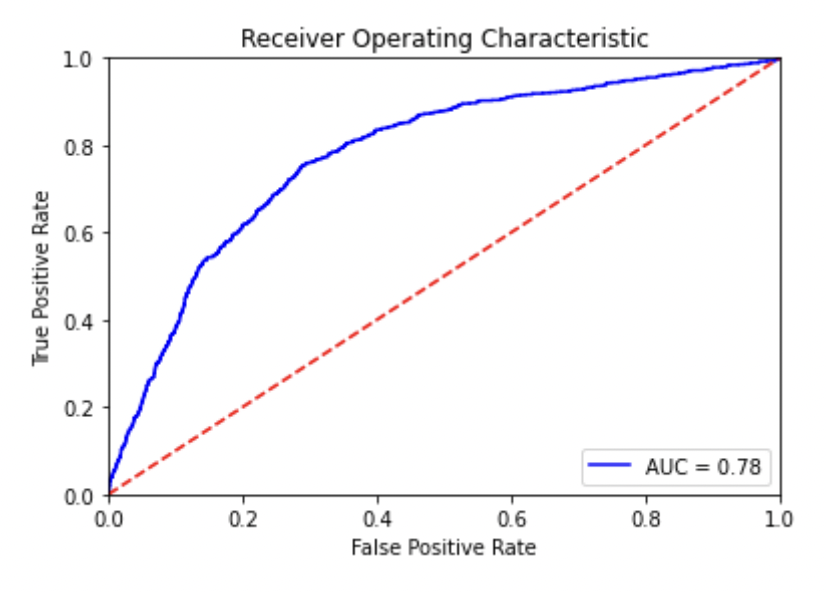 Receiver Operating Characteristic
1.0
0.8
0.6
0.4
0.2
0.0
True Positive Rate
AUC = 0.78
0.0 0.2 0.4 0.6 0.8 1.0
False Positive Rate